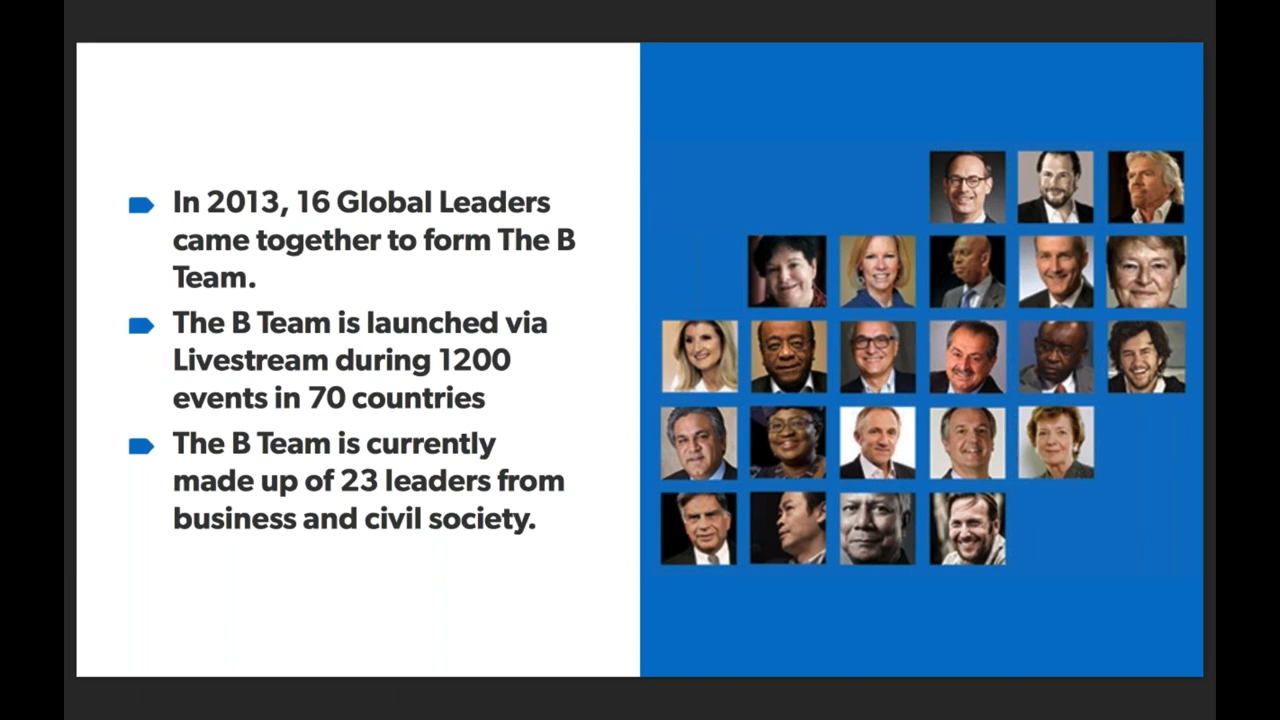 In 2013, 16 Global Leaders
came together to form The B
Team.
The B Team is launched via
Livestream during 1200
events in 70 countries
The B Team is currently
made up of 23 leaders from
business and civil society.